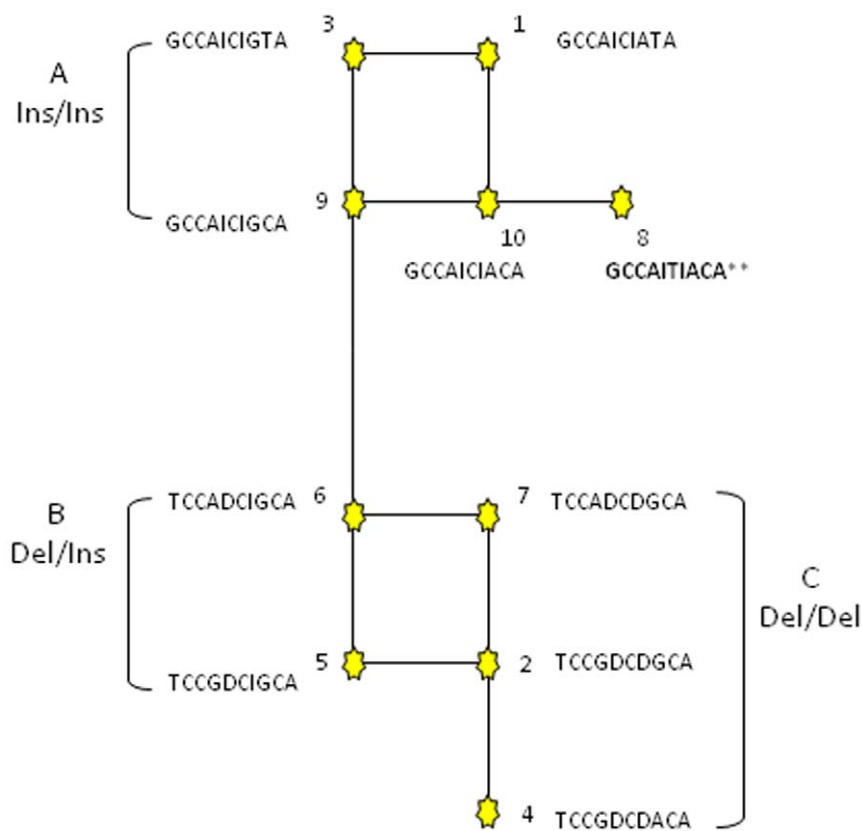 3
1
GCCAICIGTA
GCCAICIATA
A
Ins/Ins
9
GCCAICIGCA
10
8
GCCAICIACA
GCCAITIACA**
B
Del/Ins
TCCADCIGCA
6
7
TCCADCDGCA
C
Del/Del
5
TCCGDCIGCA
2
TCCGDCDGCA
4
TCCGDCDACA